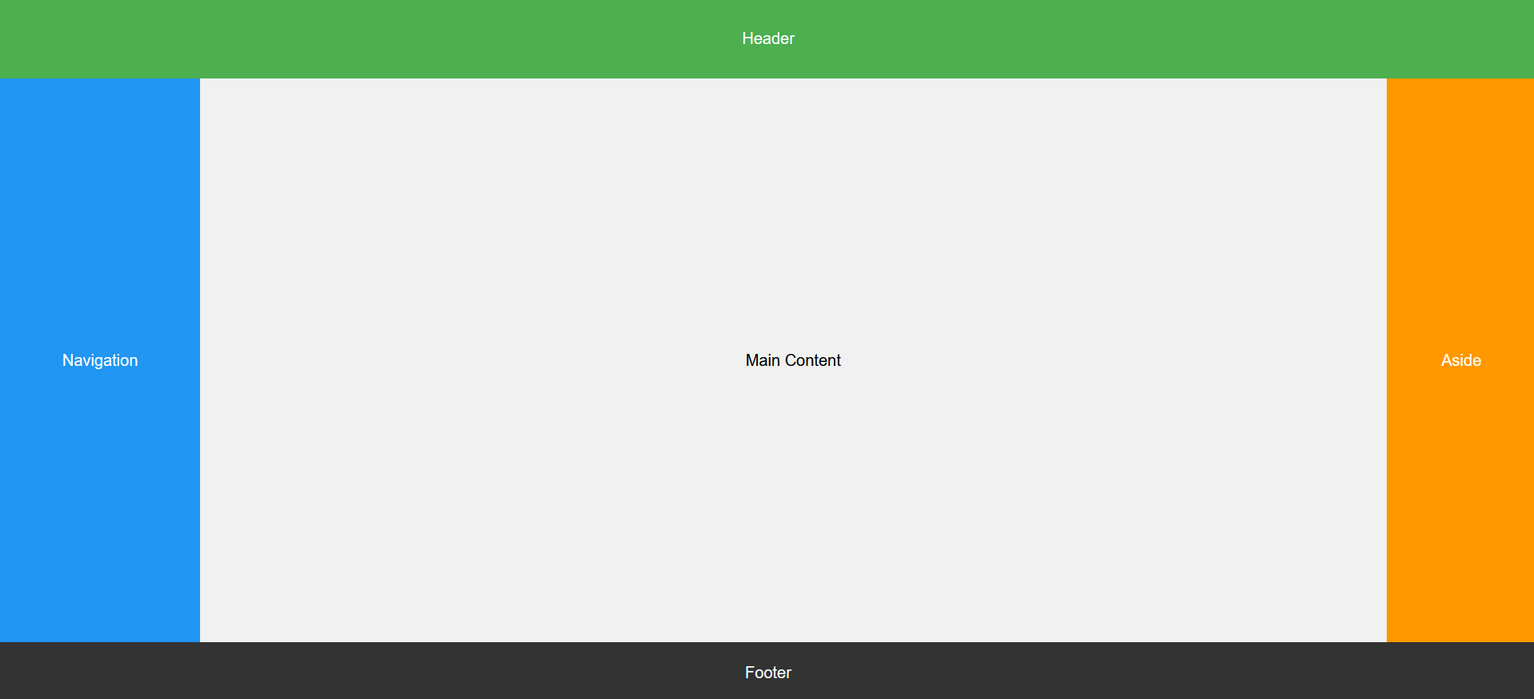 Header
Navigation
Main Content
Aside
Footer